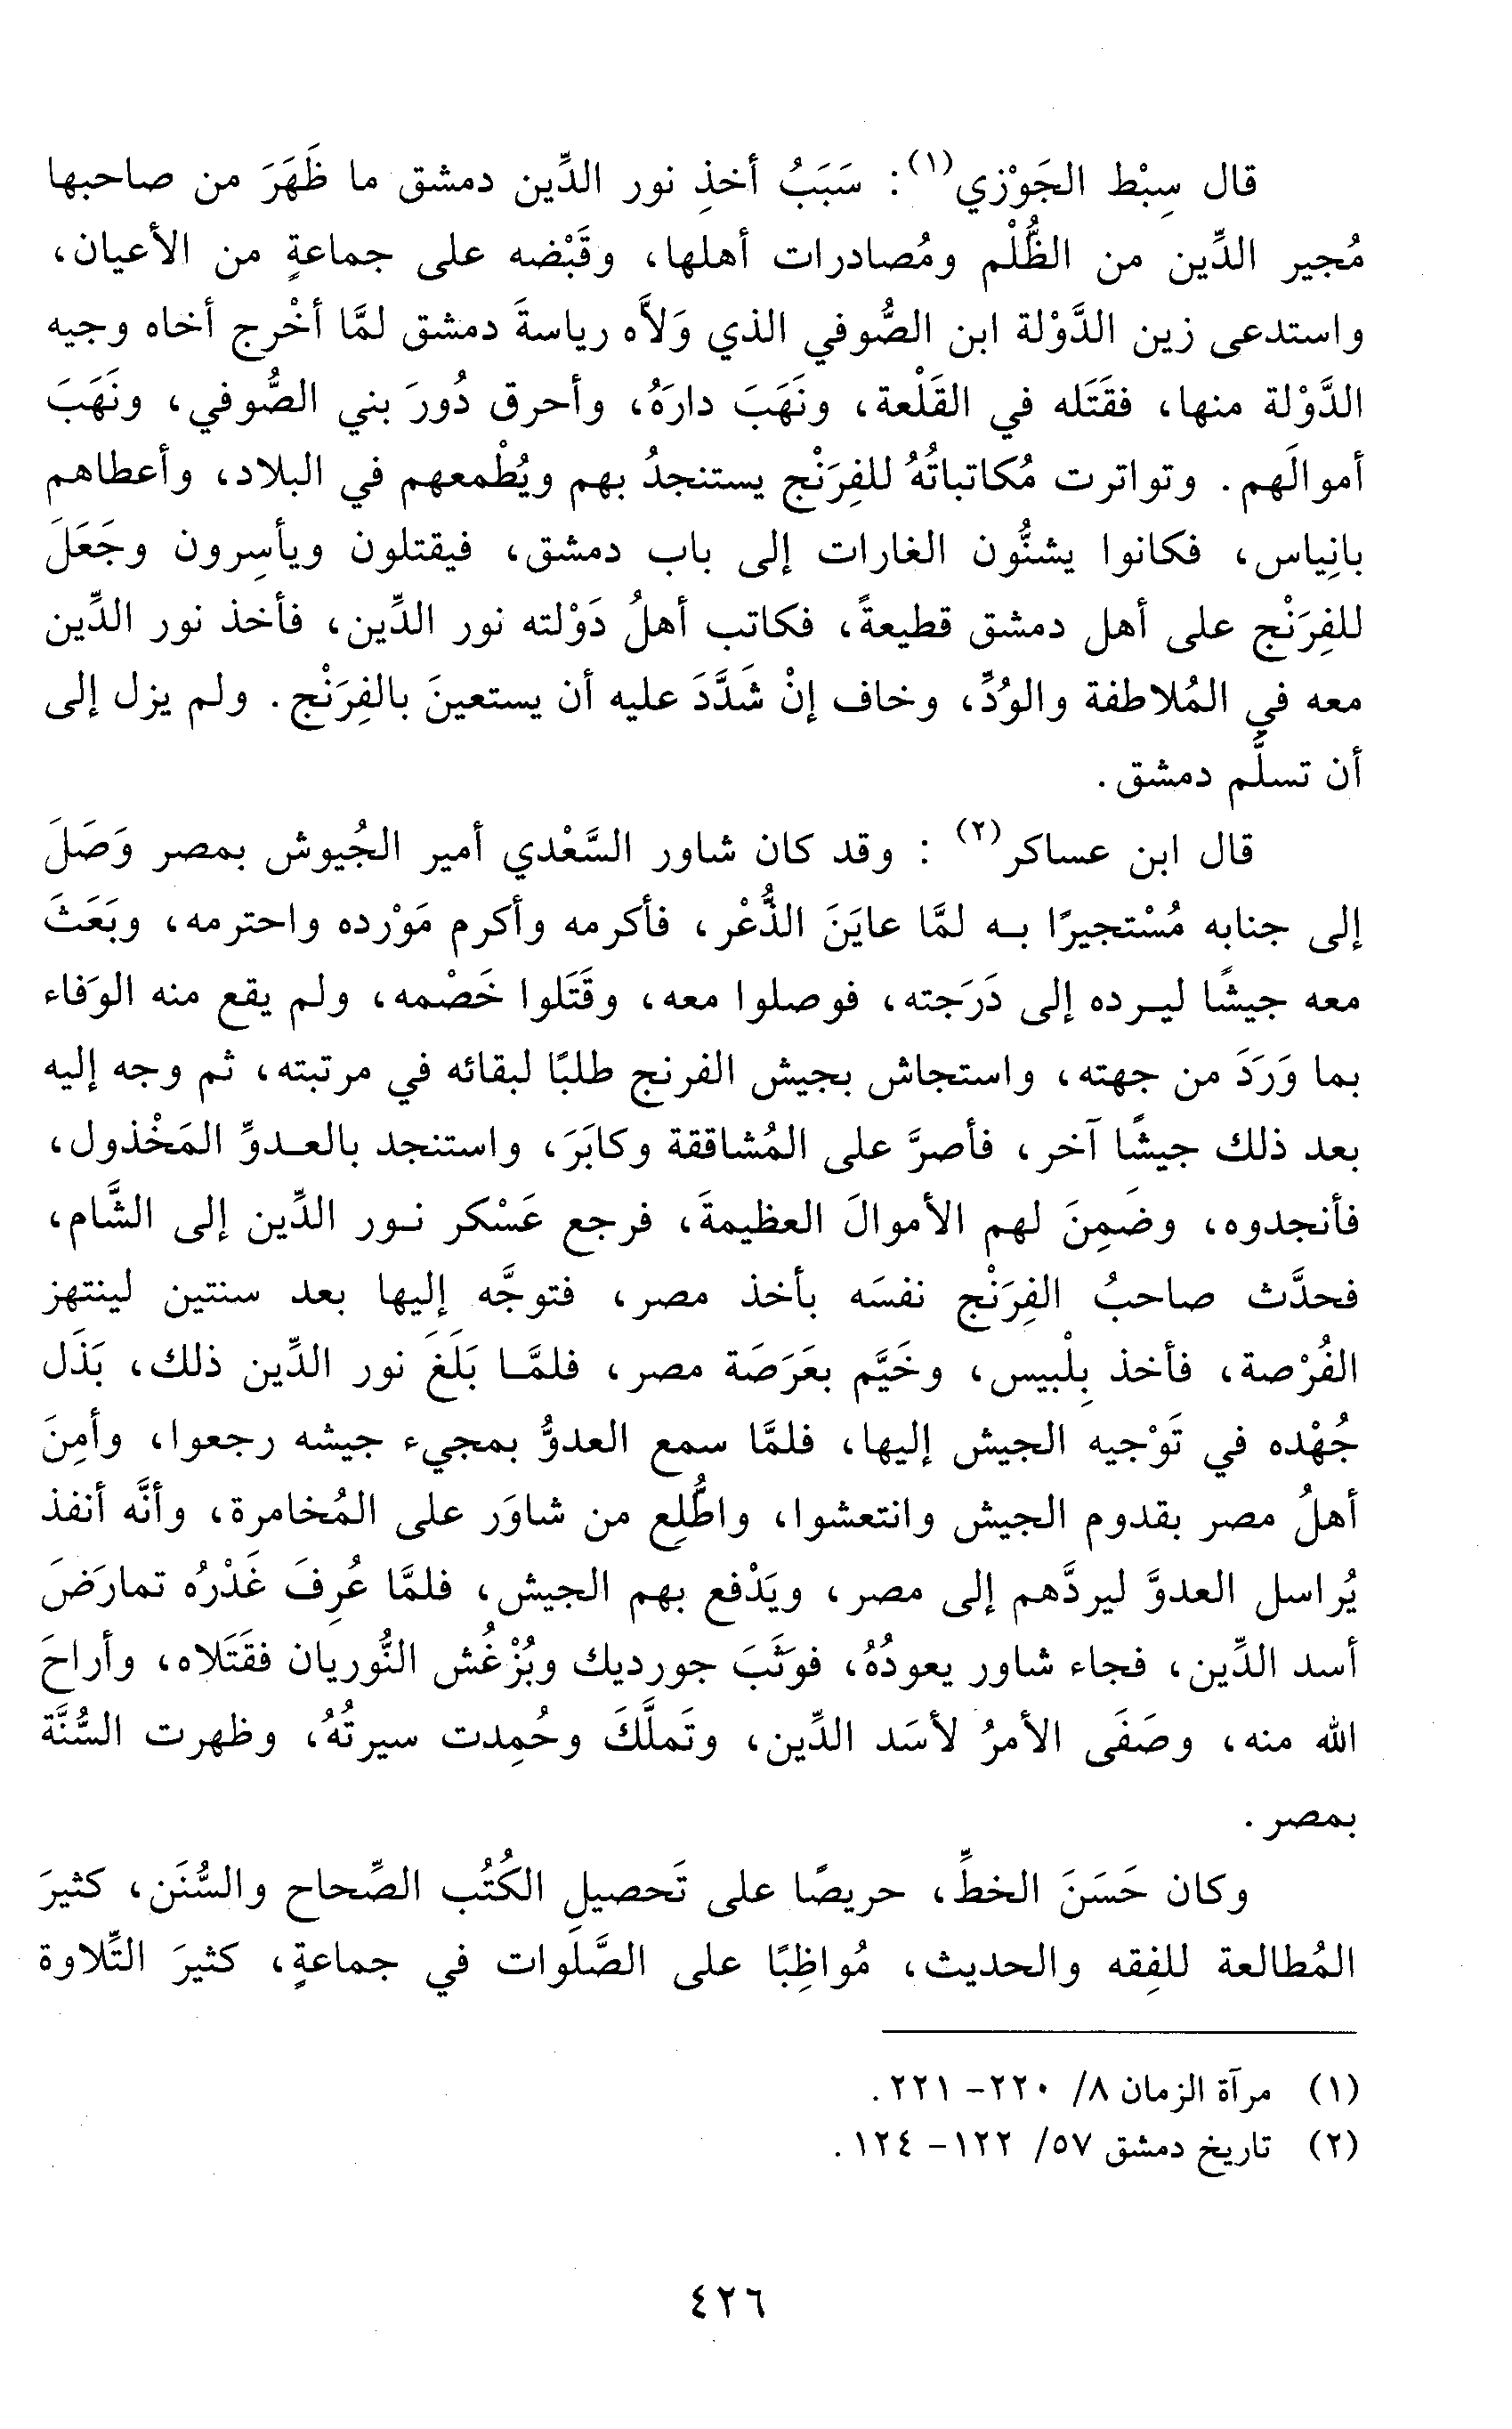 قال سِبْط الجَوْزي(١): سَبَبُ أخذِ نور الدِّين دمشق ما ظَهَرَ من صاحبها
مُجير الدِّين من الظُّلْم ومُصادرات أهلها، وقَبْضه على جماعةٍ من الأعيان،
واستدعى زين الدَّوْلة ابن الصُّوفي الذي وَلاَّه رياسةَ دمشق لمَّا أخْرج أخاه وجيه
الدَّوْلة منها، فقَتَله في القَلْعة، ونَهَبَ دارَهُ، وأحرق دُورَ بني الصُّوفي، ونَهَبَ
أموالَهم. وتواترت مُكاتباتُهُ للفِرَنْج يستنجدُ بهم ويُطْمعهم في البلاد، وأعطاهم
بانِياس، فكانوا يشنُّون الغارات إلى باب دمشق، فيقتلون ويأسِرون وجَعَلَ
للفِرَنْج على أهل دمشق قطيعةً، فكاتب أهلُ دَوْلته نور الدِّين، فأخذ نور الدِّين
معه في المُلاطفة والوُدِّ، وخاف إنْ شَدَّدَ عليه أن يستعينَ بالفِرَنْج. ولم يزل إلى
أن تسلَّم دمشق.
قال ابن عساكر(٢): وقد كان شاور السَّعْدي أمير الجُيوش بمصر وَصَلَ
إلى جنابه مُسْتجيرًا بـه لمَّا عايَنَ الذُّعْر، فأكرمه وأكرم مَوْرده واحترمه، وبَعَثَ
معه جيشًا ليـرده إلى دَرَجته، فوصلوا معه، وقَتَلوا خَصْمه، ولم يقع منه الوَفاء
بما وَرَدَ من جهته، واستجاش بجيش الفرنج طلبًا لبقائه في مرتبته، ثم وجه إليه
بعد ذلك جيشًا آخر، فأصرَّ على المُشاققة وكابَرَ، واستنجد بالعـدوِّ المَخْذول،
فأنجدوه، وضَمِنَ لهم الأموالَ العظيمةَ، فرجع عَسْكر نـور الدِّين إلى الشَّام،
فحدَّث صاحبُ الفِرَنْج نفسَه بأخذ مصر، فتوجَّه إليها بعد سنتين لينتهز
الفُرْصة، فأخذ بِلْبيس، وخَيَّم بعَرَصَة مصر، فلمَّـا بَلَغَ نور الدِّين ذلك، بَذَل
جُهْده في تَوْجيه الجيش إليها، فلمَّا سمع العدوُّ بمجيء جيشه رجعوا، وأمِنَ
أهلُ مصر بقدوم الجيش وانتعشوا، واطُّلِع من شاوَر على المُخامرة، وأنَّه أنفذ
يُراسل العدوَّ ليردَّهم إلى مصر، ويَدْفع بهم الجيش، فلمَّا عُرِفَ غَدْرُه تمارَضَ
أسد الدِّين، فجاء شاور يعودُهُ، فوَثَبَ جورديك وبُزْغُش النُّوريان فقَتَلاه، وأراحَ
الله منه، وصَفَى الأمرُ لأسَد الدِّين، وتَملَّكَ وحُمِدت سيرتُهُ، وظهرت السُّنَّة
بمصر.
وكان حَسَنَ الخطِّ، حريصًا على تَحصيلِ الكُتُب الصِّحاح والسُّنَن، كثيرَ
المُطالعة للفِقه والحديث، مُواظِبًا على الصَّلَوات في جماعةٍ، كثيرَ التِّلاوة
(١) مرآة الزمان ٨/ ٢٢٠- ٢٢١.
(٢) تاريخ دمشق ٥٧/ ١٢٢- ١٢٤.
٤٢٦